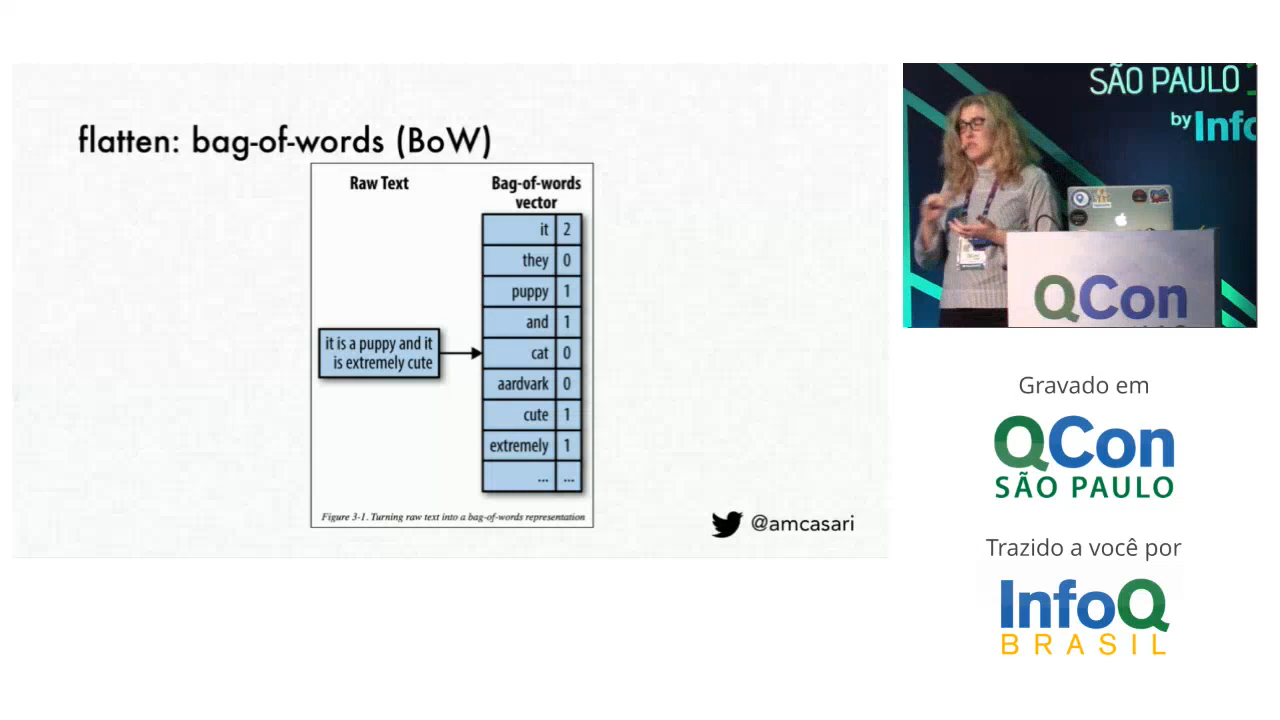 flatten: bag-of-words (BoW)
Raw Text
Bag-of-words
vector
it is a puppy and it
is extremely cute
it 2
they 0
puppy 1
and 1
cat 0
aardvark 0
cute 1
extremely 1
... ...
Figure 3-1. Turning raw text into a bag-of-words representation
@amcasari
SÃO PAULO
by
QCon
Gravado em
QCon
SÃO PAULO
Trazido a você por
InfoQ
BRASIL